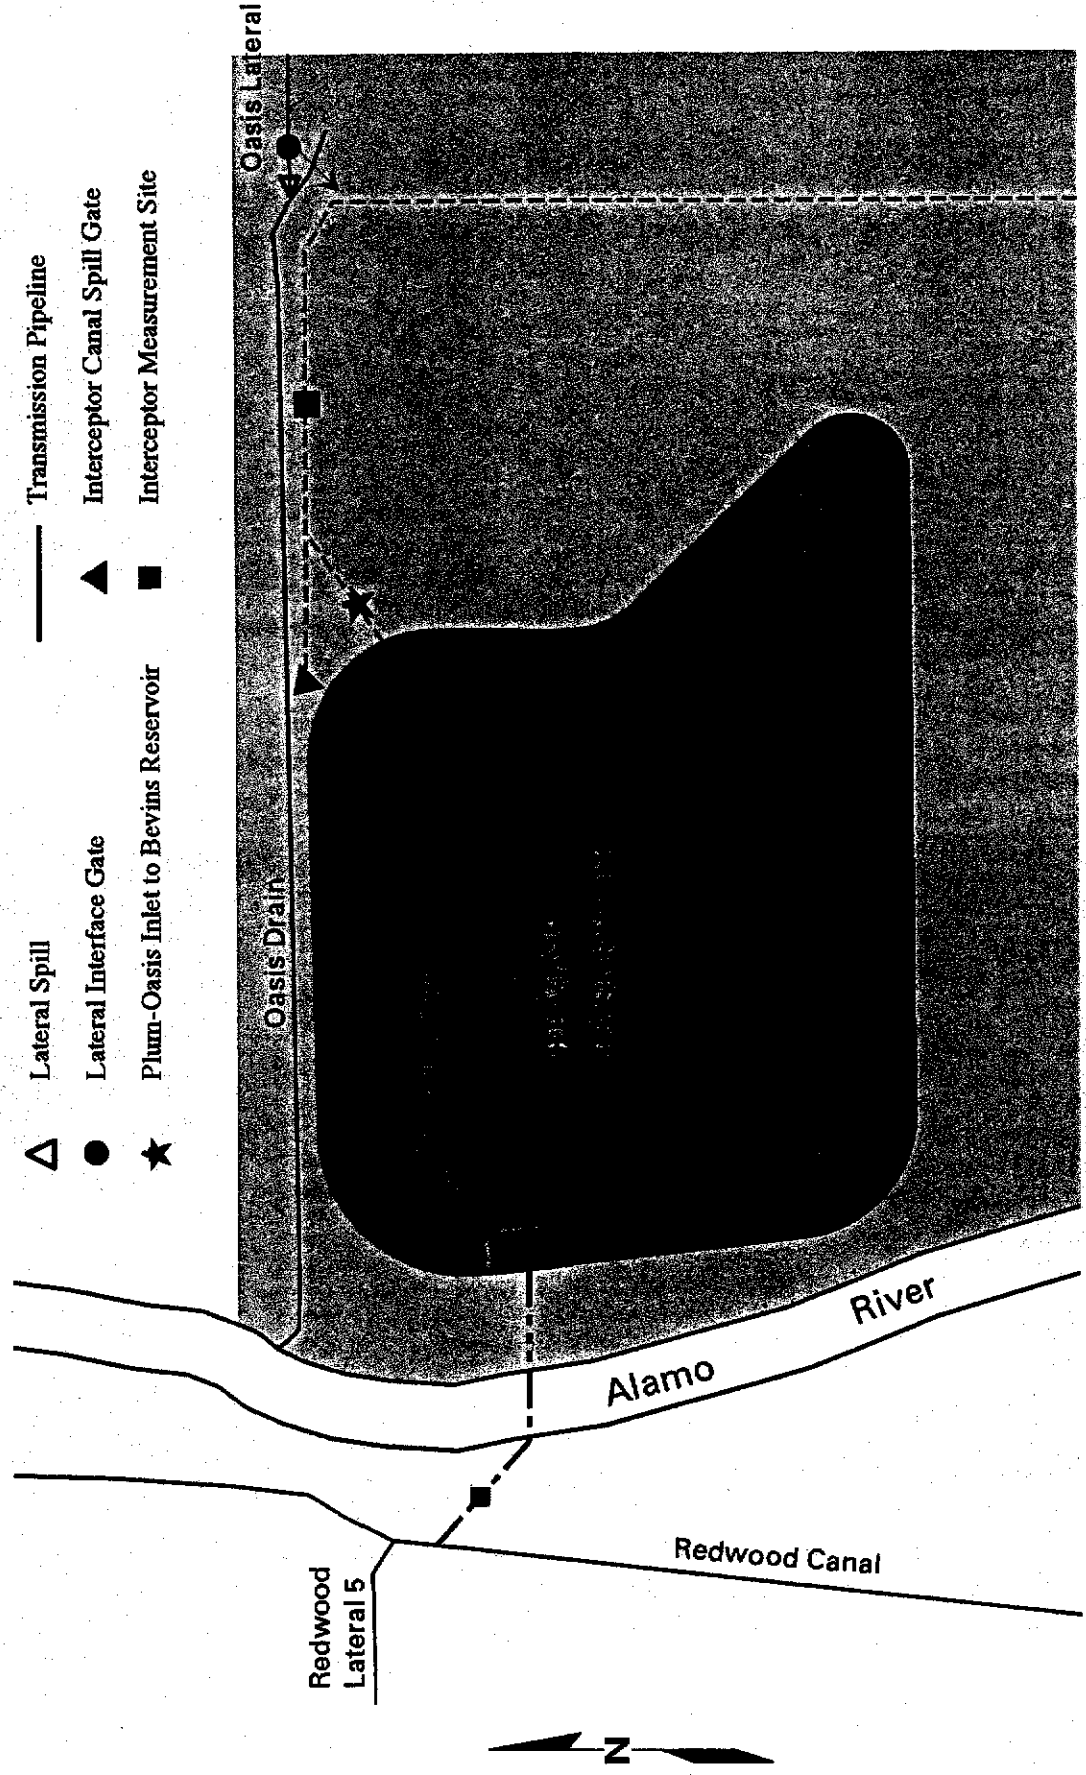 Lateral Spill
Lateral Interface Gate
Plum-Oasis Inlet to Bevins Reservoir
Transmission Pipeline
Interceptor Canal Spill Gate
Interceptor Measurement Site
Oasis Lateral
Oasis Drain
Alamo
River
Redwood Canal
Redwood
Lateral 5
N